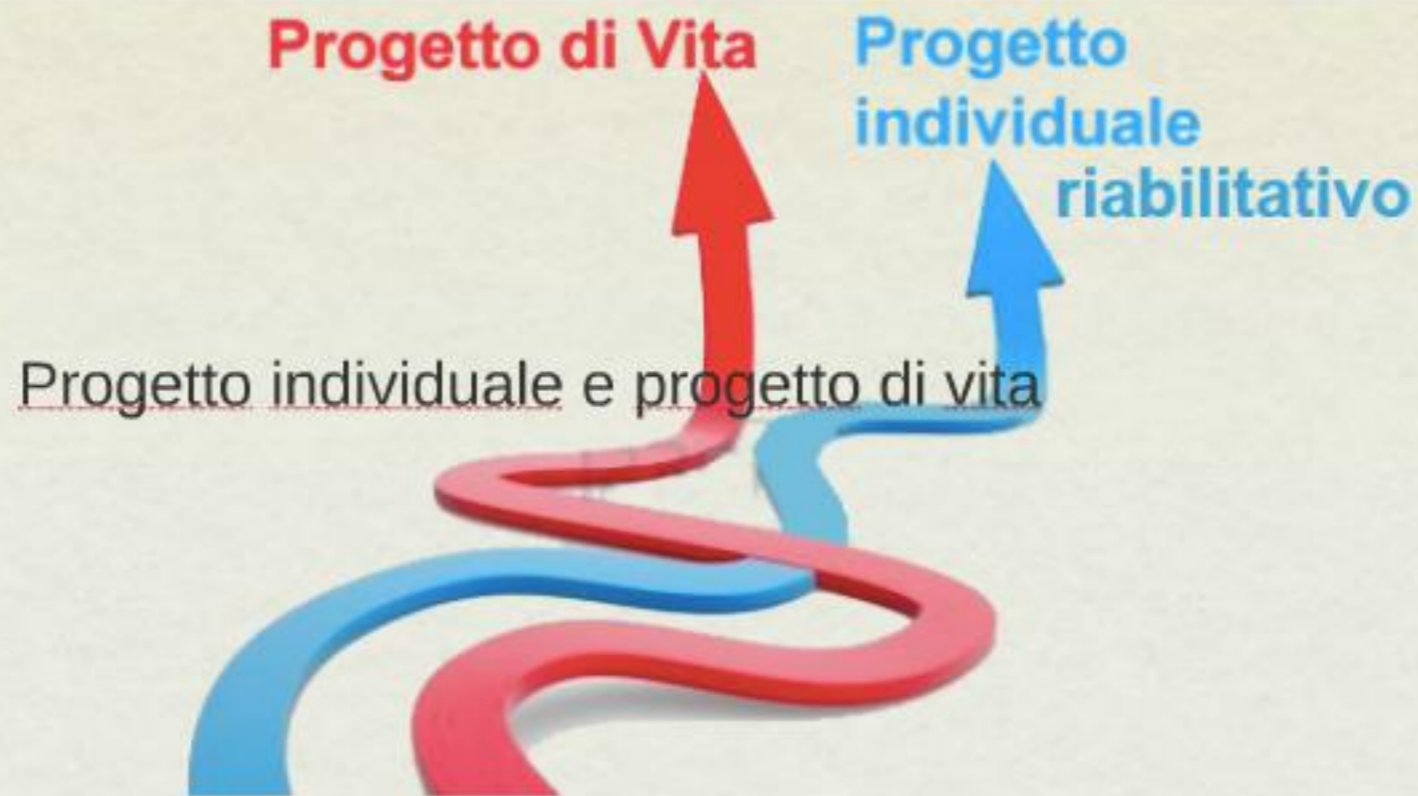 Progetto di Vita
Progetto
individuale
riabilitativo
Progetto individuale e progetto di vita